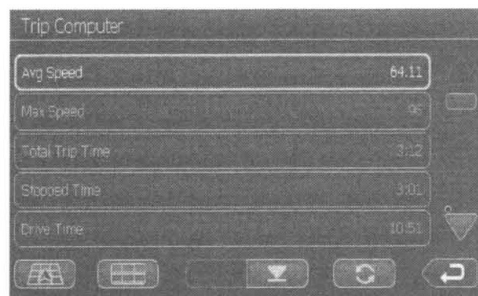 Trip Computer
Avg Speed 64.11
Max Speed 96
Total Trip Time 3:12
Stopped Time 3:01
Drive Time 10:51